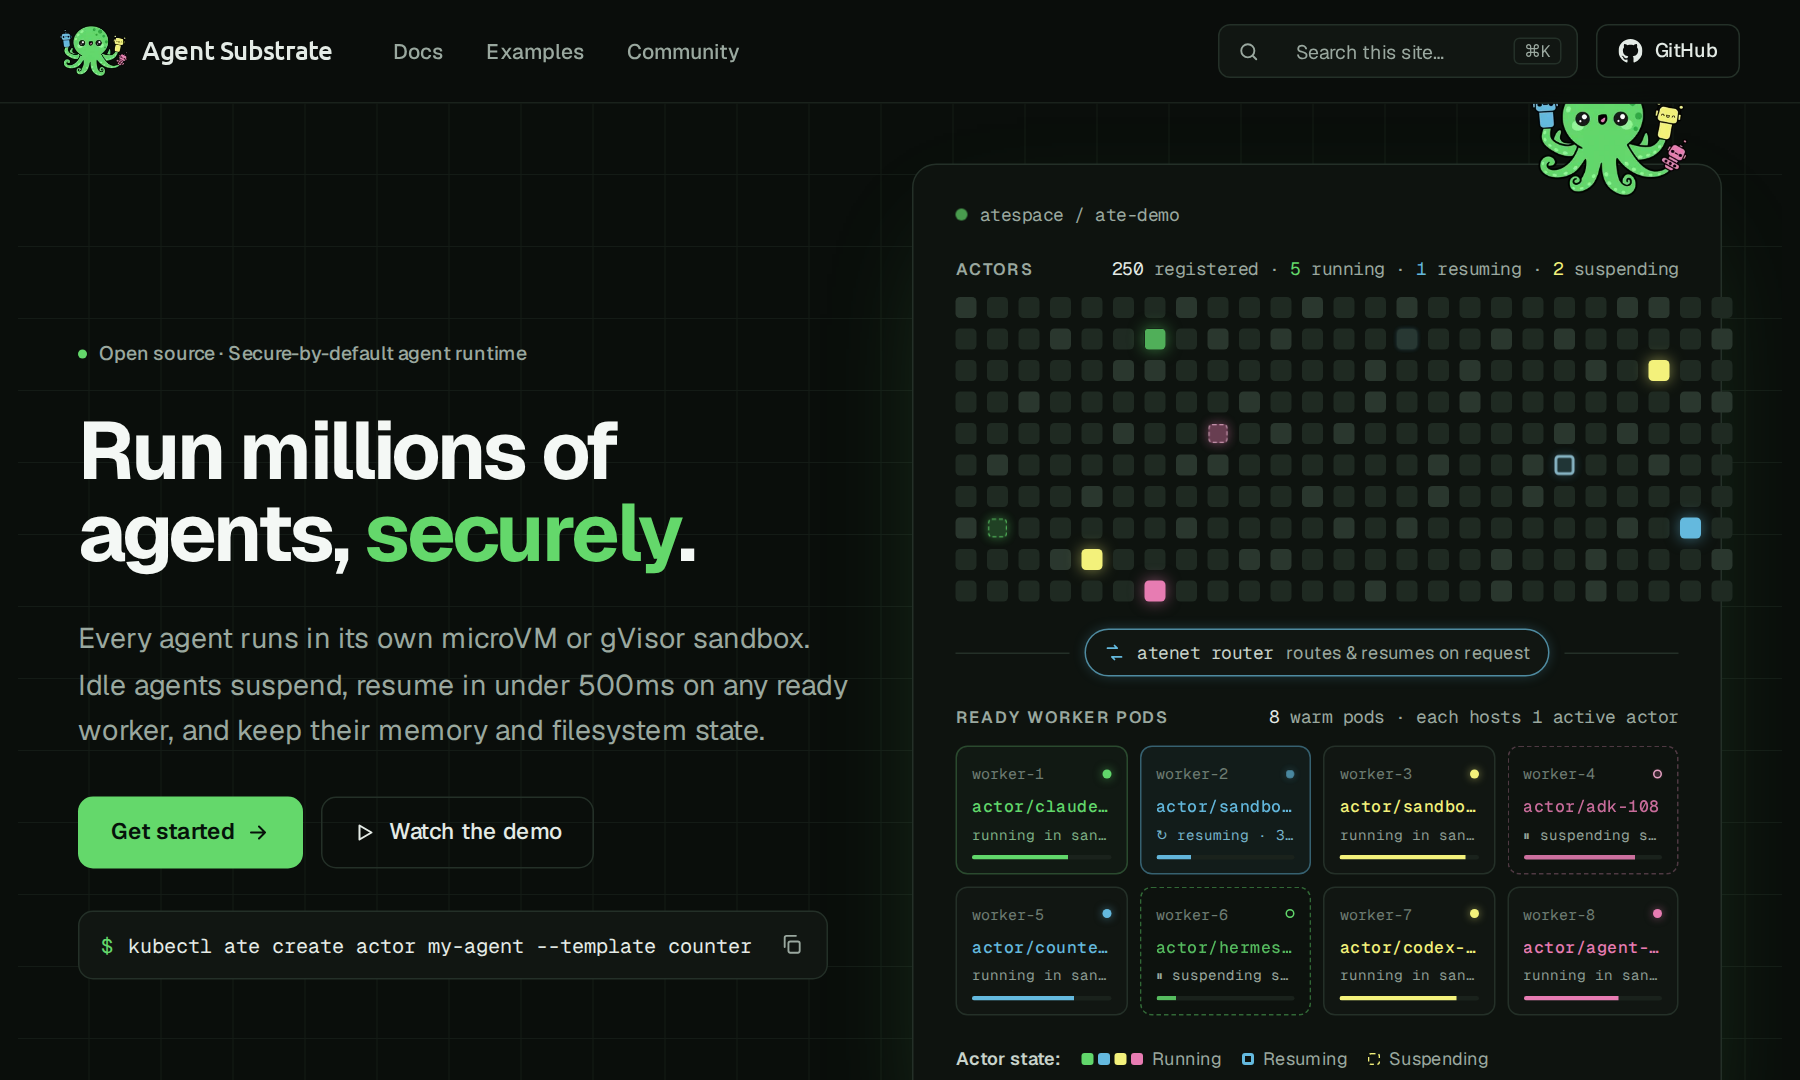 Agent Substrate
Docs
Examples
Community
Search this site...
⌘K
GitHub
Open source · Secure-by-default agent runtime
Run millions of
agents, securely.
Every agent runs in its own microVM or gVisor sandbox.
Idle agents suspend, resume in under 500ms on any ready
worker, and keep their memory and filesystem state.
Get started →
Watch the demo
$ kubectl ate create actor my-agent --template counter
atespace / ate-demo
ACTORS
250 registered · 5 running · 1 resuming · 2 suspending
atenet router routes & resumes on request
READY WORKER PODS
8 warm pods · each hosts 1 active actor
worker-1
actor/claude…
running in san…
worker-2
actor/sandbo…
↻ resuming · 3…
worker-3
actor/sandbo…
running in san…
worker-4
actor/adk-108
⏸ suspending s…
worker-5
actor/counte…
running in san…
worker-6
actor/hermes…
⏸ suspending s…
worker-7
actor/codex-…
running in san…
worker-8
actor/agent-…
running in san…
Actor state: Running Resuming Suspending